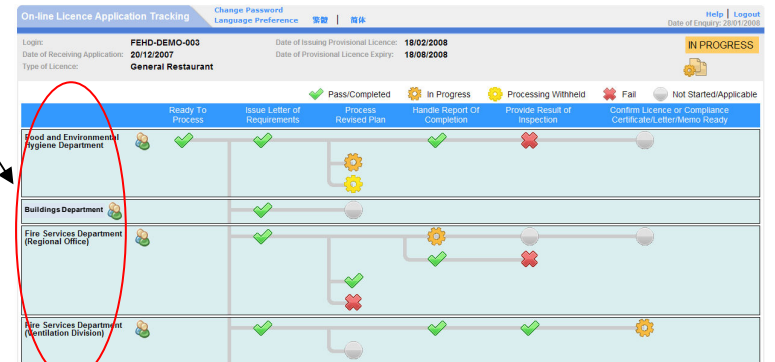 On-line Licence Application Tracking
Change Password
Language Preference 繁體 | 简体
Help | Logout
Date of Enquiry: 28/01/2008
Login: FEHD-DEMO-003
Date of Issuing Provisional Licence: 18/02/2008
Date of Receiving Application: 20/12/2007
Date of Provisional Licence Expiry: 18/08/2008
Type of Licence: General Restaurant
IN PROGRESS
Pass/Completed In Progress Processing Withheld Fail Not Started/Applicable
Ready To Process
Issue Letter of Requirements
Process Revised Plan
Handle Report Of Completion
Provide Result of Inspection
Confirm Licence or Compliance Certificate/Letter/Memo Ready
Food and Environmental
Hygiene Department
Buildings Department
Fire Services Department
(Regional Office)
Fire Services Department
(Ventilation Division)